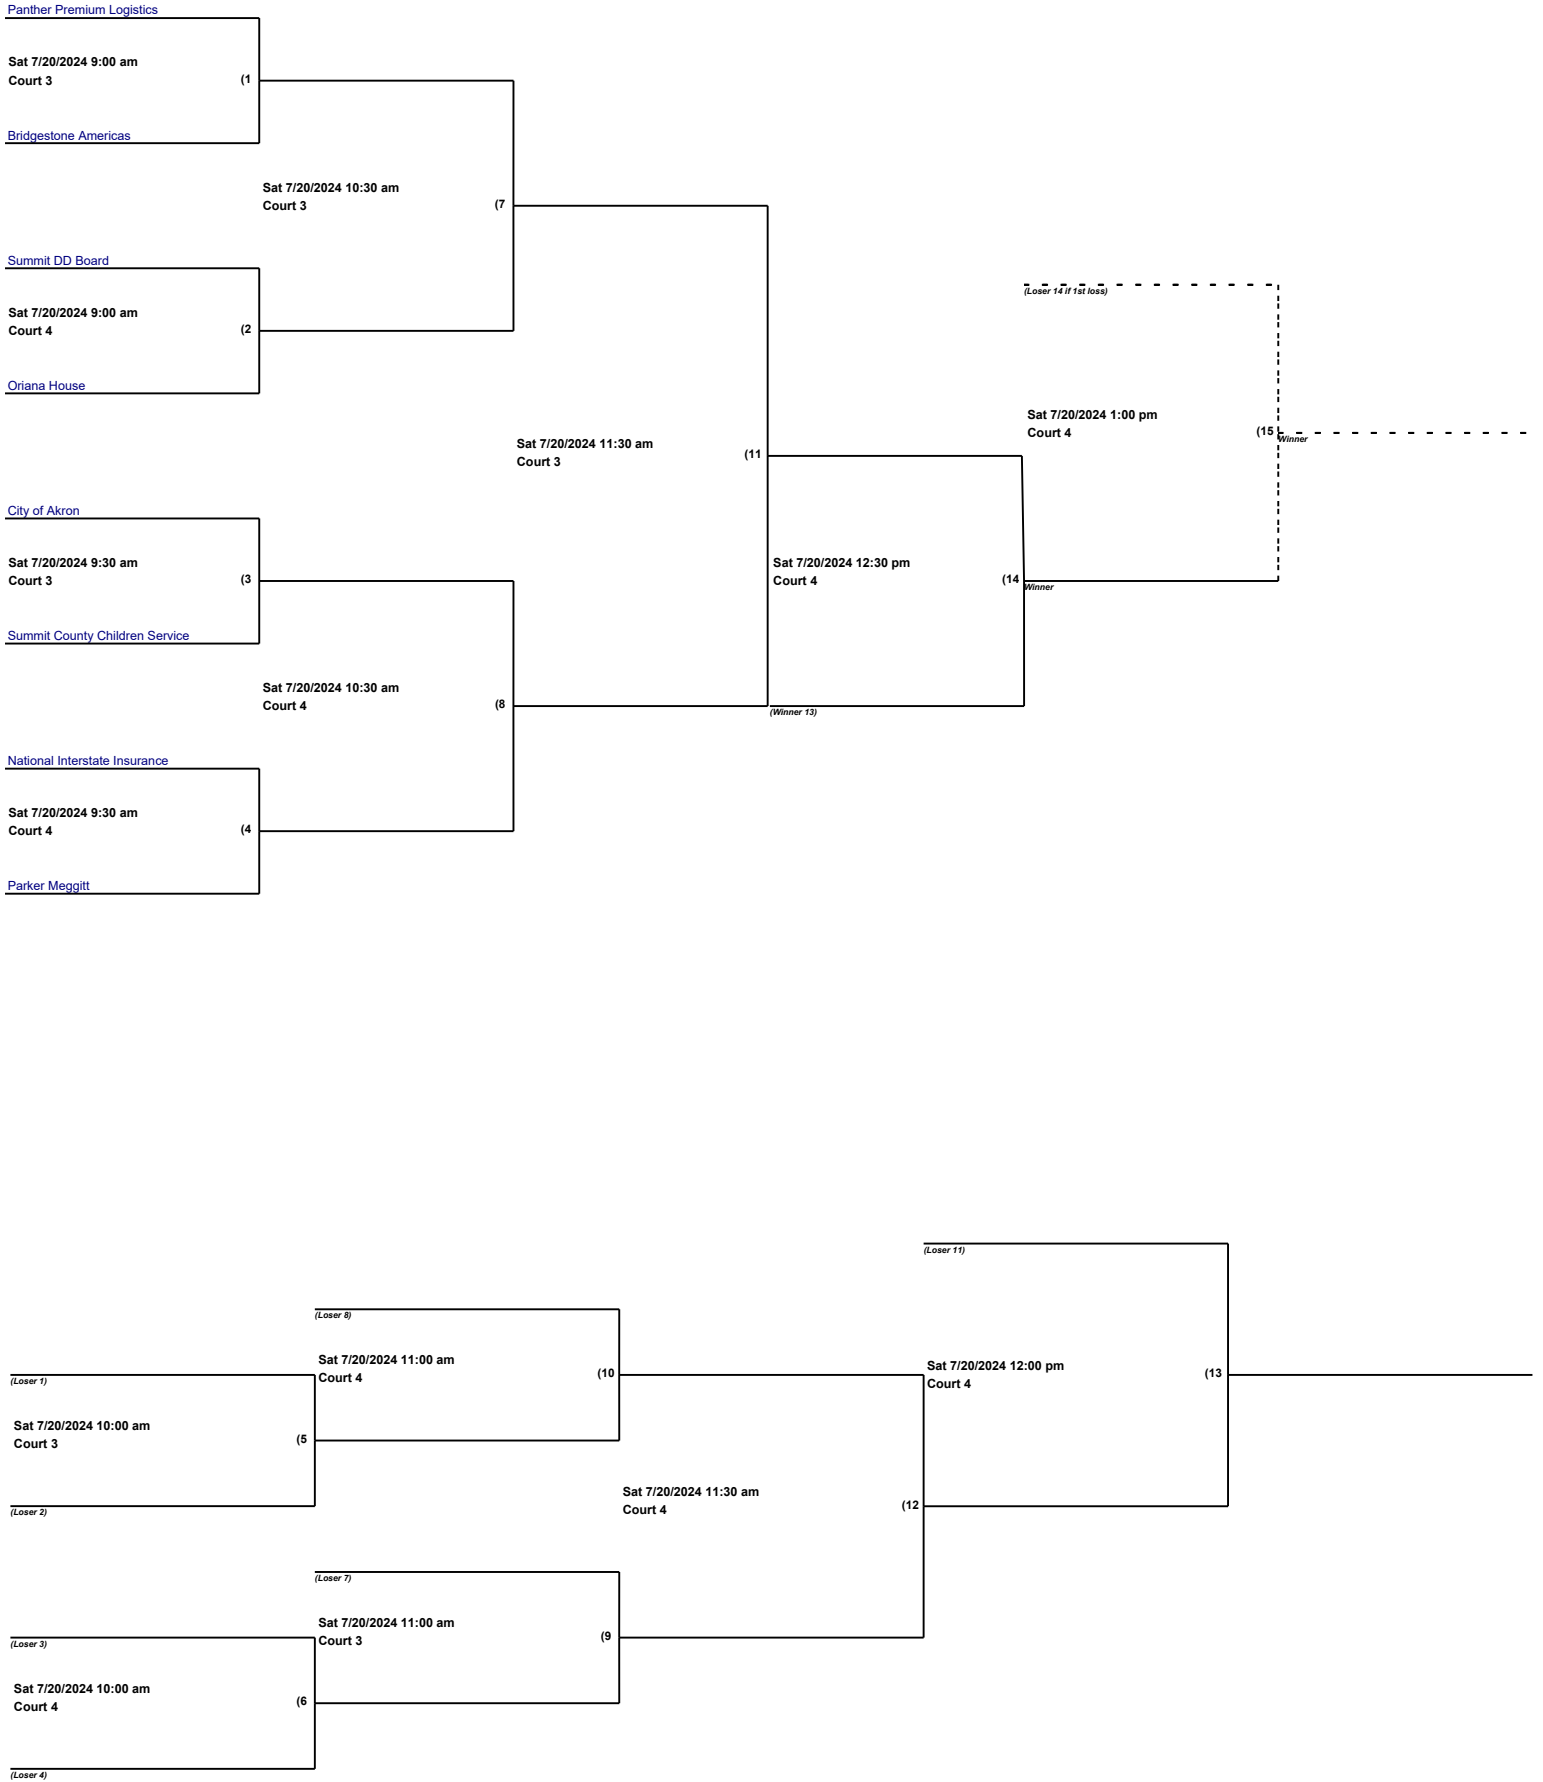 Panther Premium Logistics
Sat 7/20/2024 9:00 am
Court 3
(1
Bridgestone Americas
Sat 7/20/2024 10:30 am
Court 3
(7
Summit DD Board
Sat 7/20/2024 9:00 am
Court 4
(2
Oriana House
(Loser 14 if 1st loss)
Sat 7/20/2024 1:00 pm
Court 4
(15
Winner
Sat 7/20/2024 11:30 am
Court 3
(11
City of Akron
Sat 7/20/2024 9:30 am
Court 3
(3
Summit County Children Service
Sat 7/20/2024 12:30 pm
Court 4
(14
Winner
Sat 7/20/2024 10:30 am
Court 4
(8
(Winner 13)
National Interstate Insurance
Sat 7/20/2024 9:30 am
Court 4
(4
Parker Meggitt
(Loser 11)
(Loser 8)
Sat 7/20/2024 11:00 am
Court 4
(10
Sat 7/20/2024 12:00 pm
Court 4
(13
(Loser 1)
Sat 7/20/2024 10:00 am
Court 3
(5
(Loser 2)
Sat 7/20/2024 11:30 am
Court 4
(12
(Loser 7)
Sat 7/20/2024 11:00 am
Court 3
(9
(Loser 3)
Sat 7/20/2024 10:00 am
Court 4
(6
(Loser 4)